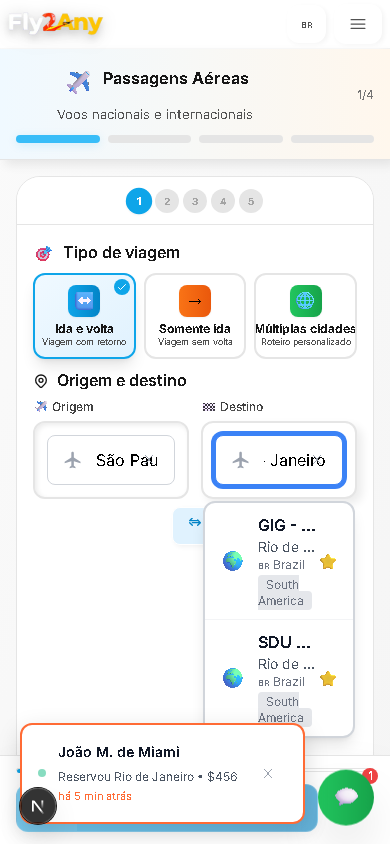 Fly2Any
BR
Passagens Aéreas
Voos nacionais e internacionais
1/4
1 2 3 4 5
Tipo de viagem
Ida e volta
Viagem com retorno
Somente ida
Viagem sem volta
Múltiplas cidades
Roteiro personalizado
Origem e destino
Origem
Destino
São Pau
Janeiro
GIG - ...
Rio de ...
BR Brazil
South
America
SDU ...
Rio de ...
BR Brazil
South
America
João M. de Miami
Reservou Rio de Janeiro • $456
há 5 min atrás
N
1